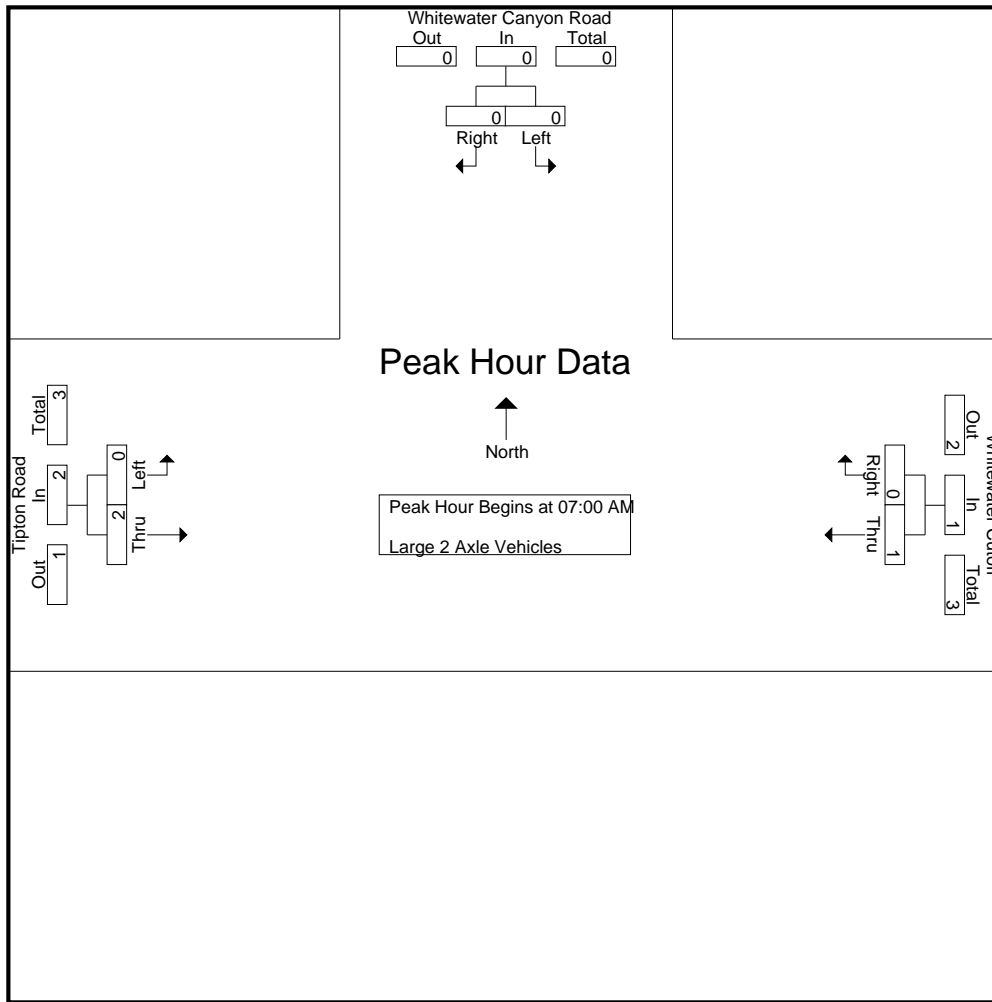 Whitewater Canyon Road
Out In Total
0 0 0
0 0
Right Left
Peak Hour Data
North
Peak Hour Begins at 07:00 AM
Large 2 Axle Vehicles
Tipton Road
Out In Total
1 2 3
Left Thru
0 2
Whitewater
Out In Total
2 1 3
Right Thru
0 1